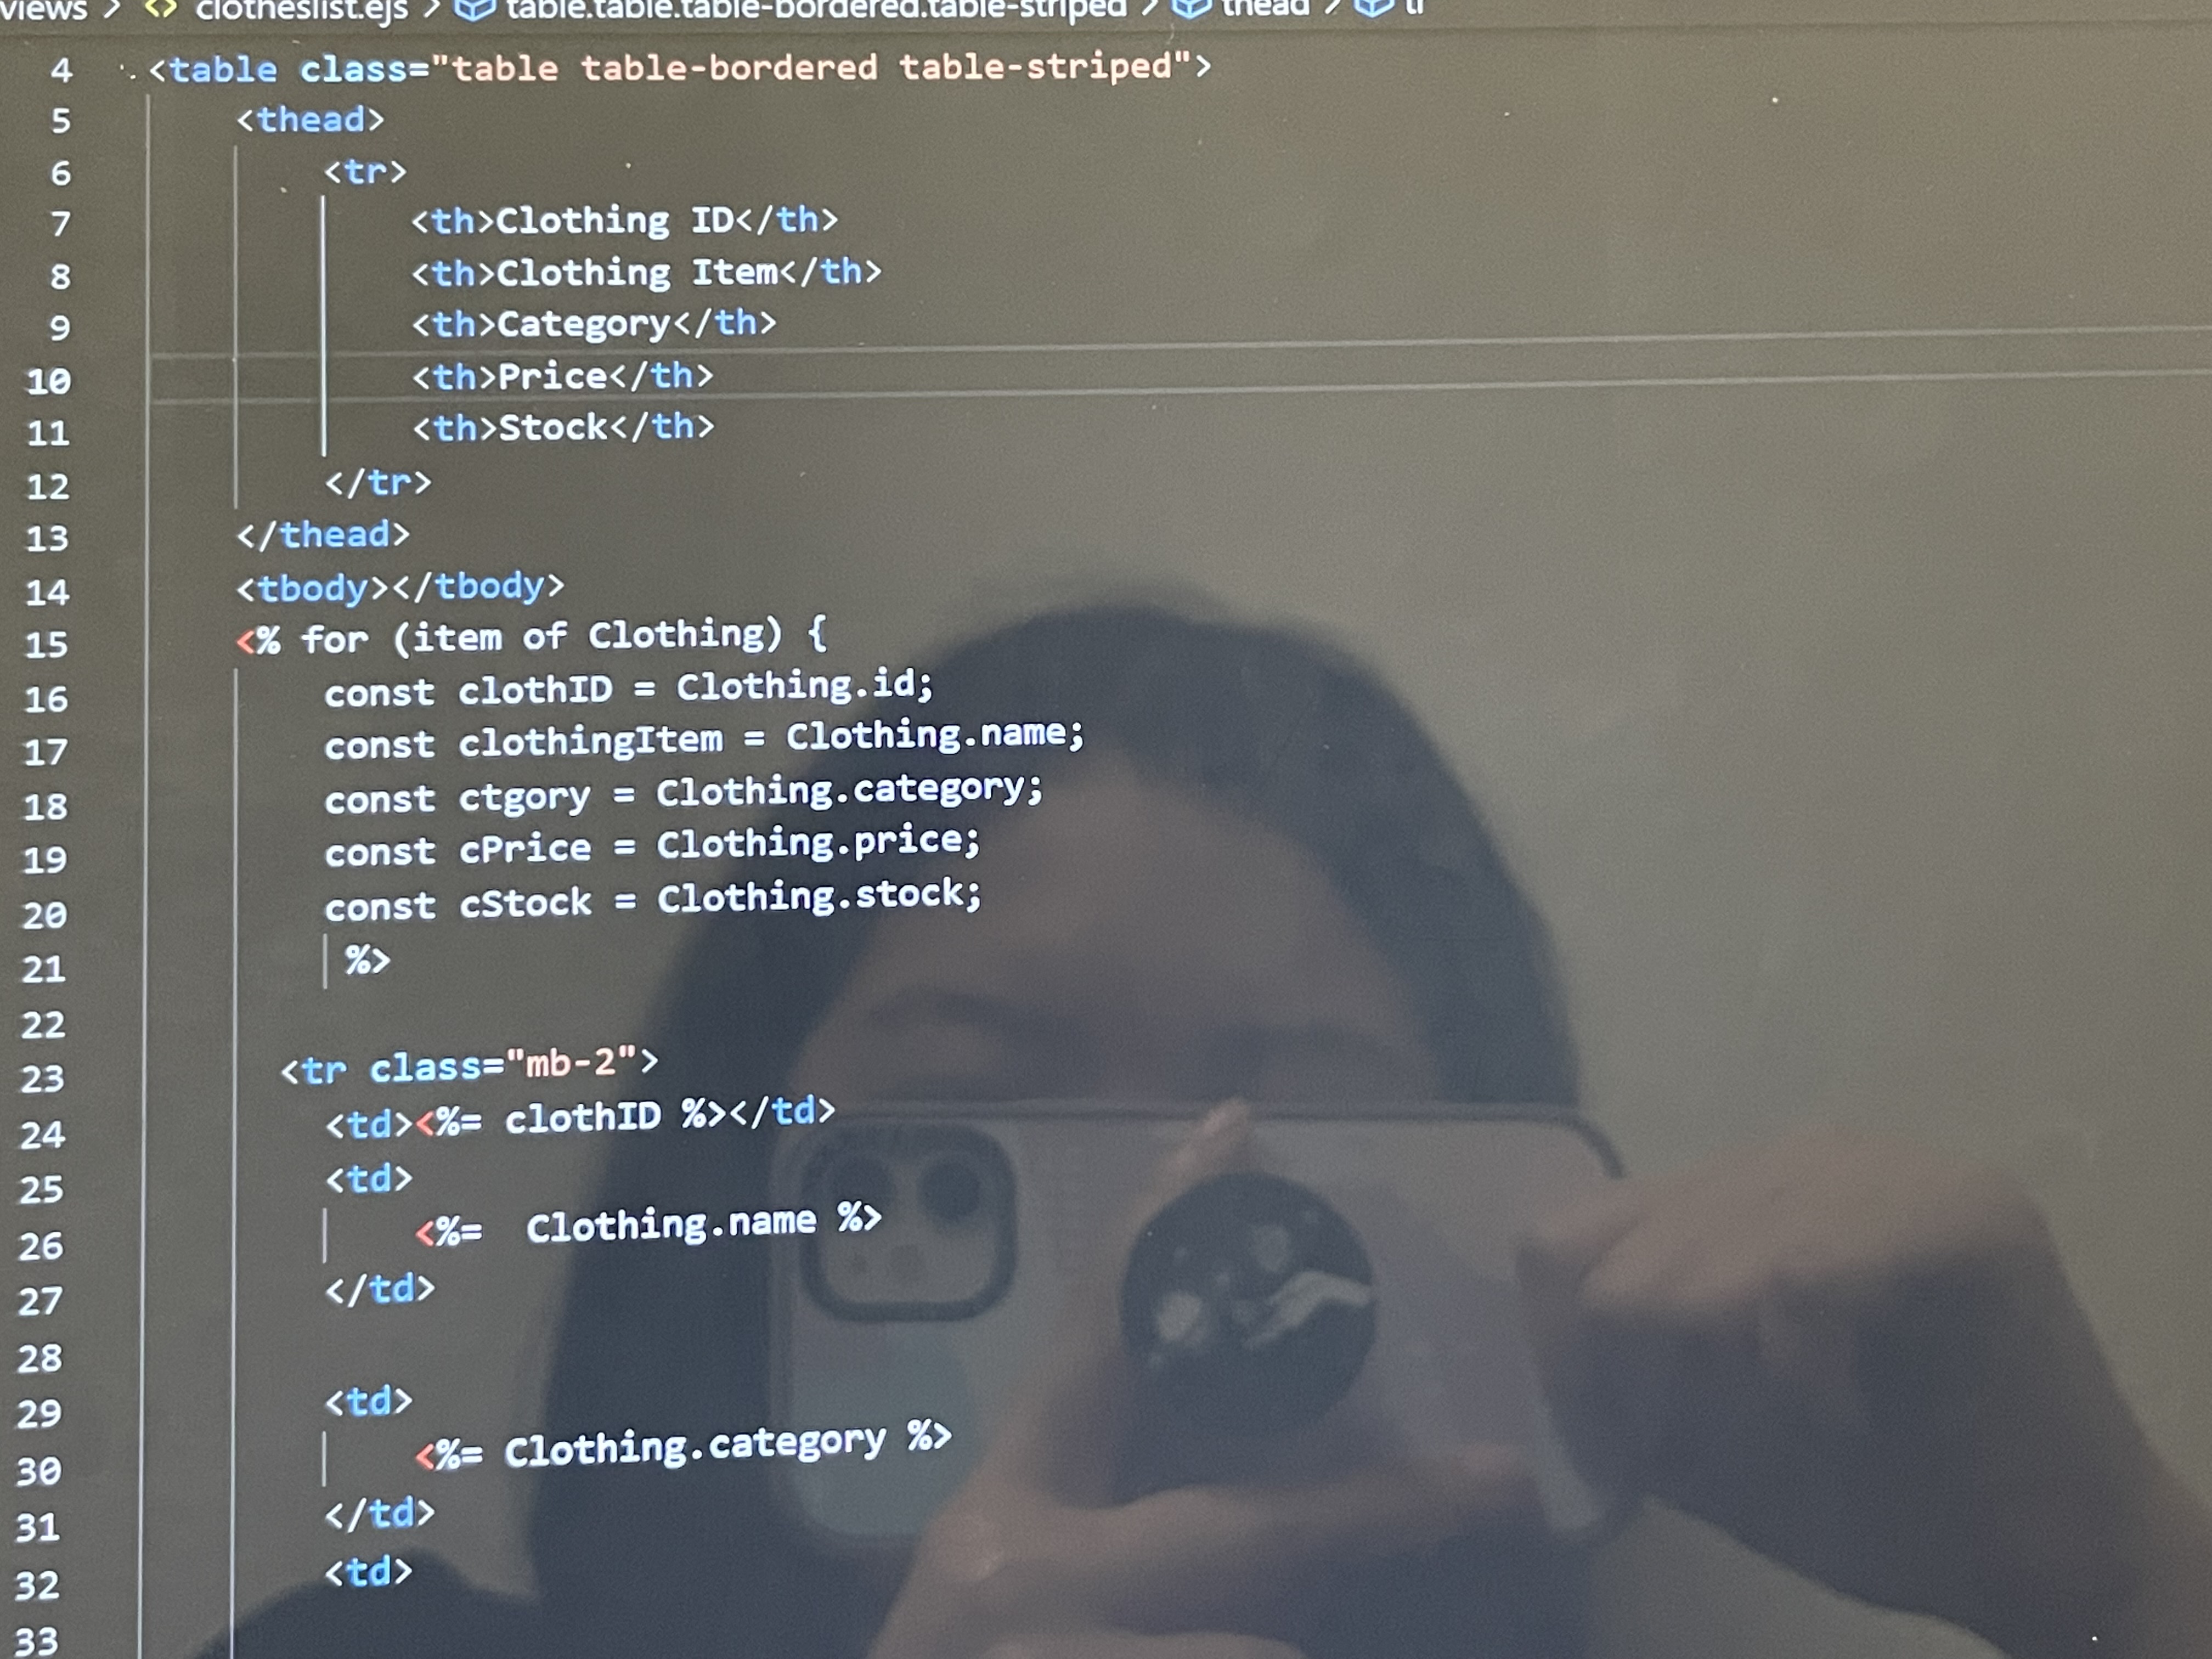 views > <> clotheslist.ejs > table.table.table-bordered.table-striped > thead > tr
4 <table class="table table-bordered table-striped">
5 <thead>
6 <tr>
7 <th>Clothing ID</th>
8 <th>Clothing Item</th>
9 <th>Category</th>
10 <th>Price</th>
11 <th>Stock</th>
12 </tr>
13 </thead>
14 <tbody></tbody>
15 <% for (item of Clothing) {
16 const clothID = Clothing.id;
17 const clothingItem = Clothing.name;
18 const ctgory = Clothing.category;
19 const cPrice = Clothing.price;
20 const cStock = Clothing.stock;
21 %>
22
23 <tr class="mb-2">
24 <td><%= clothID %></td>
25 <td>
26 <%=  Clothing.name %>
27 </td>
28
29 <td>
30 <%= Clothing.category %>
31 </td>
32 <td>
33